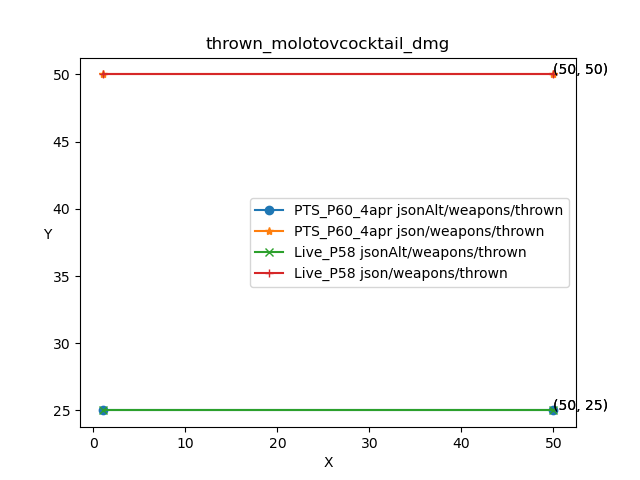 thrown_molotovcocktail_dmg
(50, 50)
50
45
40
35
30
25
Y
PTS_P60_4apr jsonAlt/weapons/thrown
PTS_P60_4apr json/weapons/thrown
Live_P58 jsonAlt/weapons/thrown
Live_P58 json/weapons/thrown
(50, 25)
0 10 20 30 40 50
X